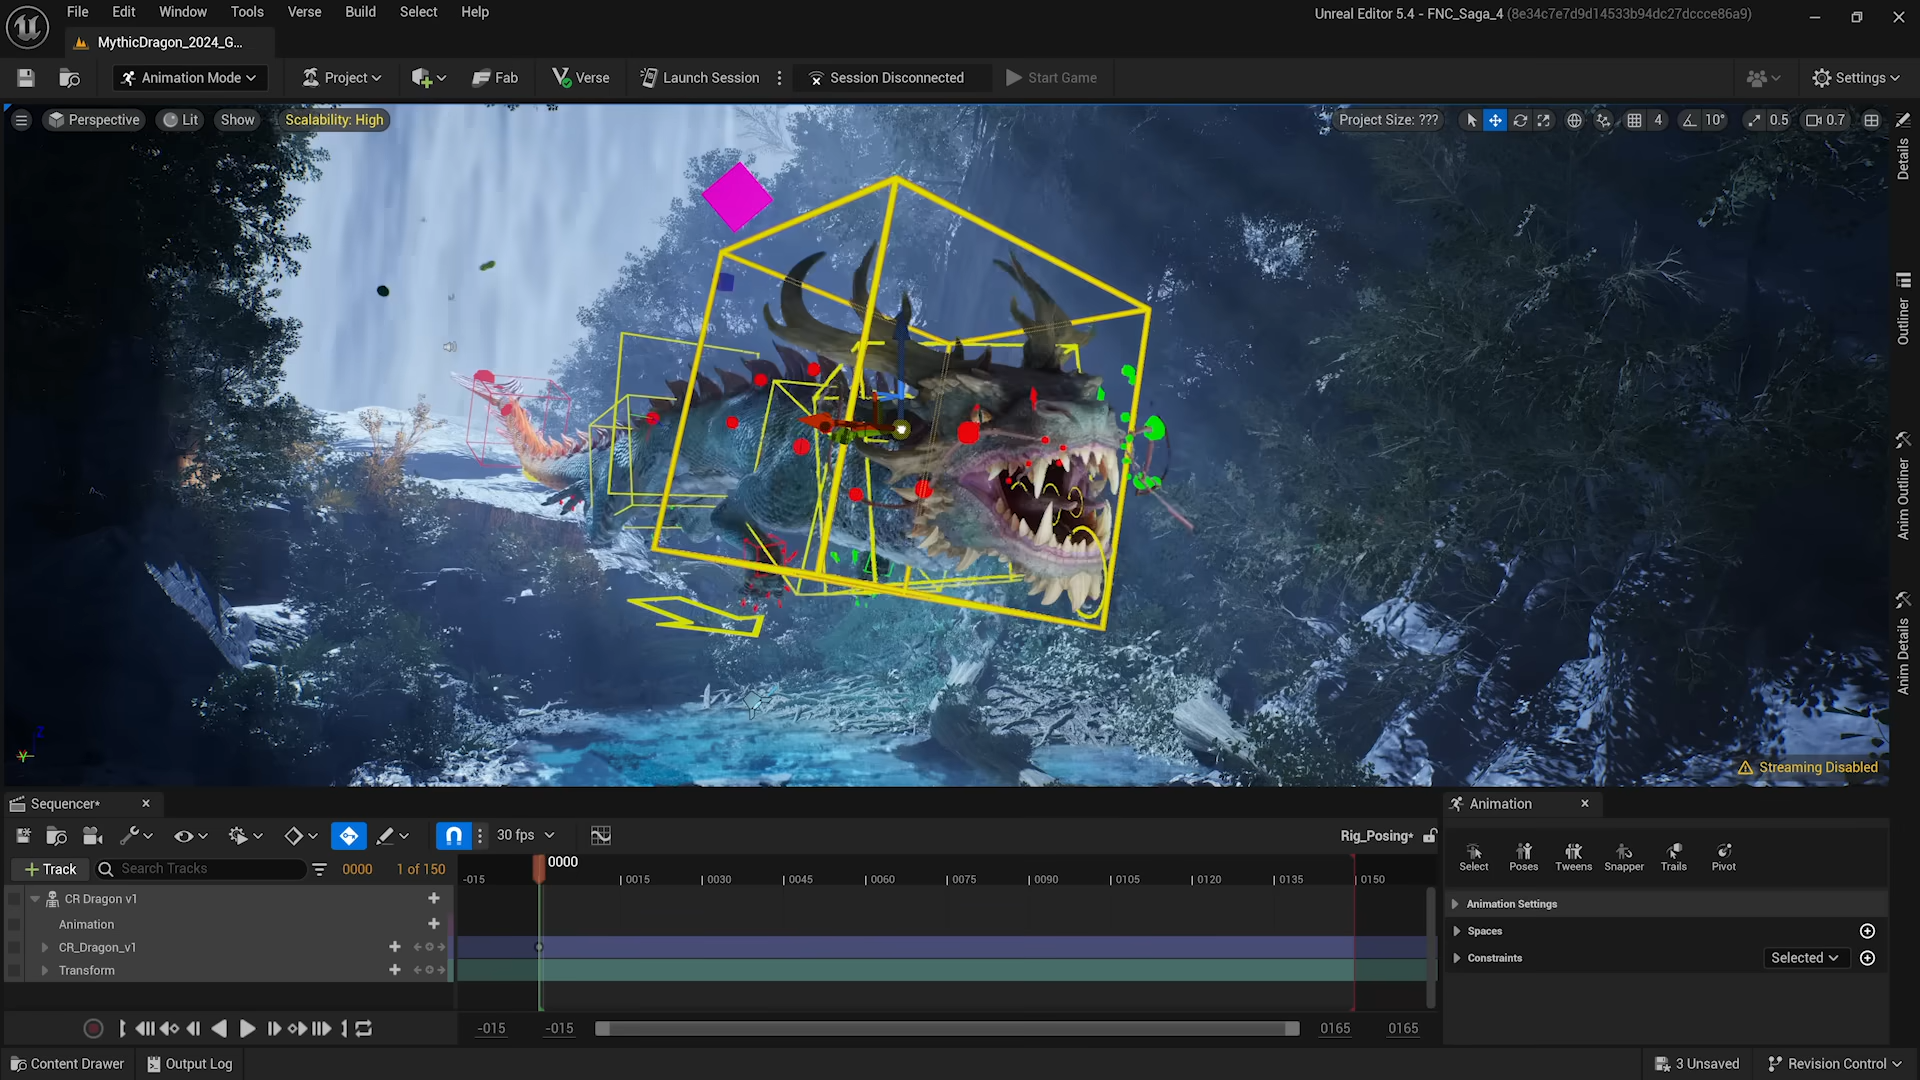 File Edit Window Tools Verse Build Select Help
Unreal Editor 5.4 - FNC_Saga_4 (8e34c7e7d9d14533b94dc27dccce86a9)
MythicDragon_2024_G...
Animation Mode Project Fab Verse Launch Session Session Disconnected Start Game Settings
Perspective Lit Show Scalability: High Project Size: ??? 4 10° 0.5 0.7
Details
Outliner
Anim Outliner
Anim Details
Z
Y
Streaming Disabled
Sequencer*
Animation
30 fps
Rig_Posing*
Select Poses Tweens Snapper Trails Pivot
+ Track Search Tracks 0000 1 of 150
0000
-015 0015 0030 0045 0060 0075 0090 0105 0120 0135 0150
CR Dragon v1
Animation
CR_Dragon_v1
Transform
Animation Settings
Spaces
Constraints Selected
-015 -015 0165 0165
Content Drawer Output Log 3 Unsaved Revision Control